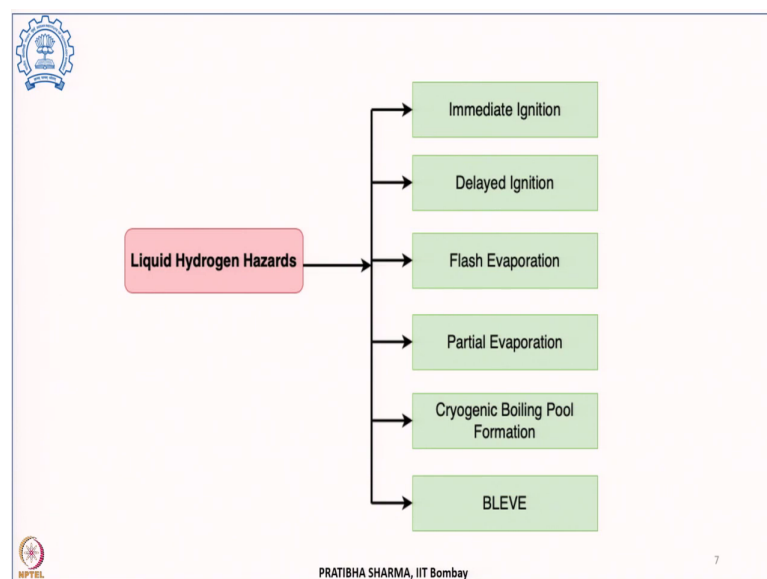 Immediate Ignition
Delayed Ignition
Liquid Hydrogen Hazards
Flash Evaporation
Partial Evaporation
Cryogenic Boiling Pool
Formation
BLEVE
NPTEL
PRATIBHA SHARMA, IIT Bombay
7